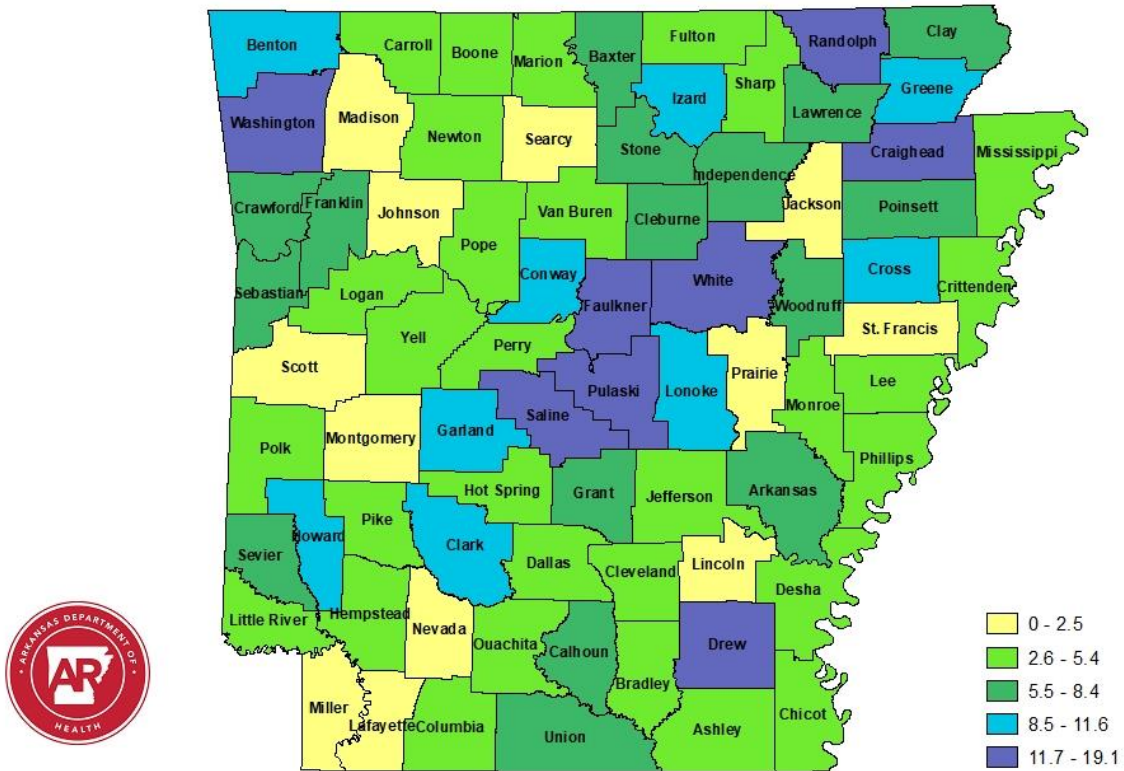 Benton
Carroll
Boone
Marion
Baxter
Fulton
Randolph
Clay
Sharp
Izard
Greene
Lawrence
Washington
Madison
Newton
Searcy
Stone
Independence
Craighead
Mississippi
Crawford
Franklin
Johnson
Pope
Van Buren
Cleburne
Jackson
Poinsett
Sebastian
Logan
Conway
Faulkner
White
Woodruff
Cross
Crittenden
Scott
Yell
Perry
Pulaski
Lonoke
Prairie
St. Francis
Lee
Monroe
Polk
Montgomery
Garland
Saline
Phillips
Hot Spring
Grant
Jefferson
Arkansas
Sevier
Howard
Pike
Clark
Dallas
Cleveland
Lincoln
Desha
Little River
Hempstead
Nevada
Ouachita
Calhoun
Bradley
Drew
Chicot
Miller
Lafayette
Columbia
Union
Ashley
ARKANSAS DEPARTMENT OF
AR
HEALTH
0 - 2.5
2.6 - 5.4
5.5 - 8.4
8.5 - 11.6
11.7 - 19.1